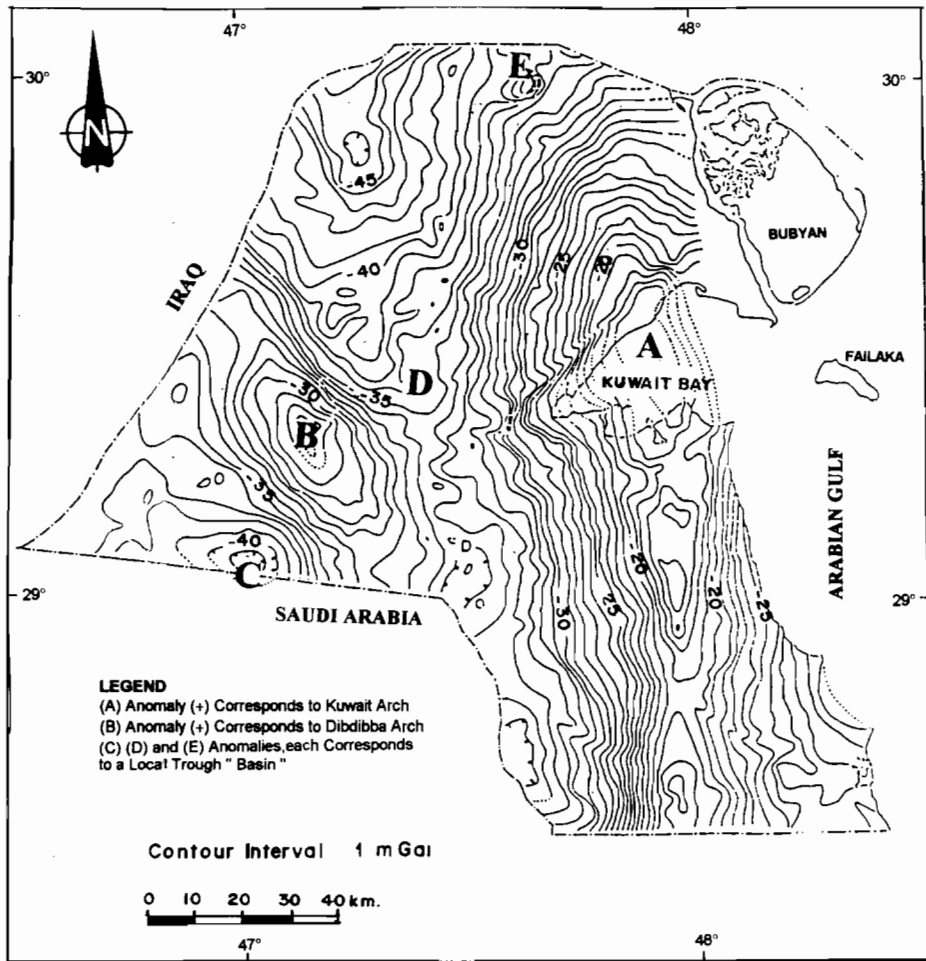 47°
48°
30°
30°
N
E
-45
-40
-30
-25
-20
BUBYAN
IRAQ
A
FAILAKA
KUWAIT BAY
D
-35
-30
B
-35
ARABIAN GULF
-40
C
-20
-20
-25
-25
-30
29°
29°
SAUDI ARABIA
LEGEND
(A) Anomaly (+) Corresponds to Kuwait Arch
(B) Anomaly (+) Corresponds to Dibdibba Arch
(C) (D) and (E) Anomalies,each Corresponds
to a Local Trough " Basin "
Contour Interval 1 m Gal
0 10 20 30 40 km.
47°
48°